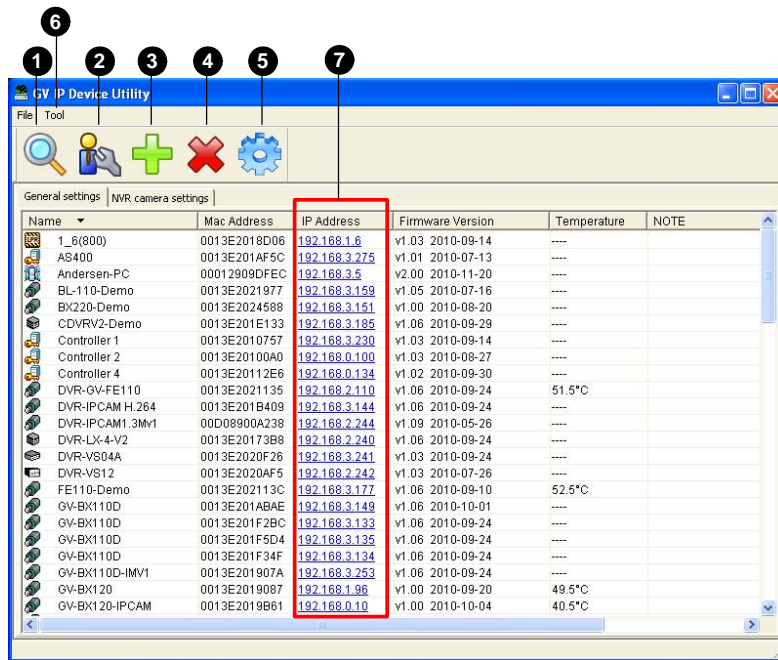 6
1 2 3 4 5 7
GV IP Device Utility
File Tool
General settings NVR camera settings
Name Mac Address IP Address Firmware Version Temperature NOTE
1_6(800) 0013E2018D06 192.168.1.6 v1.03 2010-09-14 ----
AS400 0013E201AF5C 192.168.3.275 v1.01 2010-07-13 ----
Andersen-PC 00012909DFEC 192.168.3.5 v2.00 2010-11-20 ----
BL-110-Demo 0013E2021977 192.168.3.159 v1.05 2010-07-16 ----
BX220-Demo 0013E2024588 192.168.3.151 v1.00 2010-08-20 ----
CDVRV2-Demo 0013E201E133 192.168.3.185 v1.06 2010-09-29 ----
Controller 1 0013E2010757 192.168.3.230 v1.03 2010-09-14 ----
Controller 2 0013E20100A0 192.168.0.100 v1.03 2010-08-27 ----
Controller 4 0013E20112E6 192.168.0.134 v1.02 2010-09-30 ----
DVR-GV-FE110 0013E2021135 192.168.2.110 v1.06 2010-09-24 51.5°C
DVR-IPCAM H.264 0013E201B409 192.168.3.144 v1.06 2010-09-24 ----
DVR-IPCAM1.3Mv1 00D08900A238 192.168.2.244 v1.09 2010-05-26 ----
DVR-LX-4-V2 0013E20173B8 192.168.2.240 v1.06 2010-09-24 ----
DVR-VS04A 0013E2020F26 192.168.3.241 v1.03 2010-09-24 ----
DVR-VS12 0013E2020AF5 192.168.2.242 v1.03 2010-07-26 ----
FE110-Demo 0013E202113C 192.168.3.177 v1.06 2010-09-10 52.5°C
GV-BX110D 0013E201ABAE 192.168.3.149 v1.06 2010-10-01 ----
GV-BX110D 0013E201F2BC 192.168.3.133 v1.06 2010-09-24 ----
GV-BX110D 0013E201F5D4 192.168.3.135 v1.06 2010-09-24 ----
GV-BX110D 0013E201F34F 192.168.3.134 v1.06 2010-09-24 ----
GV-BX110D-IMV1 0013E201907A 192.168.3.253 v1.06 2010-09-24 ----
GV-BX120 0013E2019087 192.168.1.96 v1.00 2010-09-20 49.5°C
GV-BX120-IPCAM 0013E2019B61 192.168.0.10 v1.00 2010-10-04 40.5°C